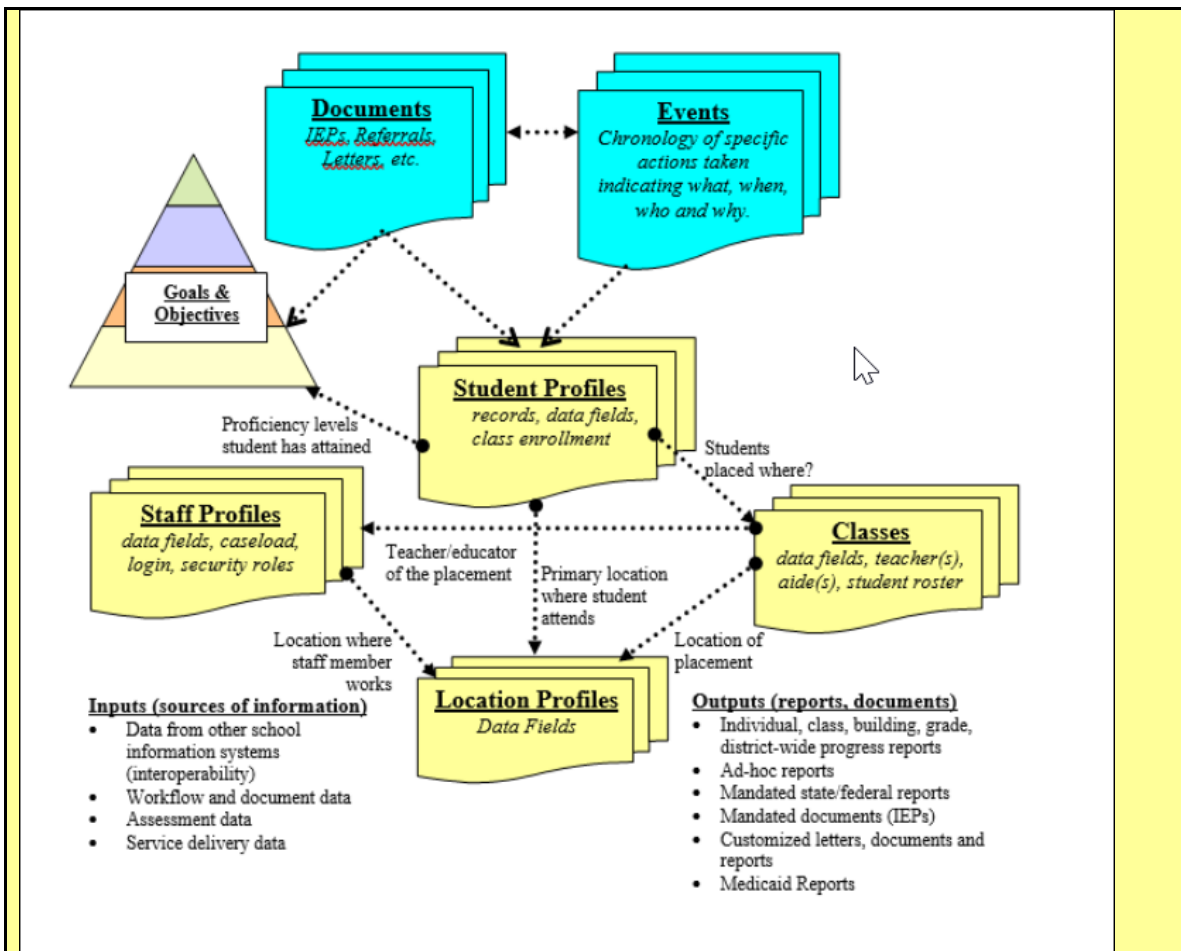 Documents
IEPs, Referrals,
Letters, etc.
Events
Chronology of specific
actions taken
indicating what, when,
who and why.
Goals &
Objectives
Student Profiles
records, data fields,
class enrollment
Proficiency levels
student has attained
Students
placed where?
Staff Profiles
data fields, caseload,
login, security roles
Classes
data fields, teacher(s),
aide(s), student roster
Teacher/educator
of the placement
Primary location
where student
attends
Location where
staff member
works
Location of
placement
Location Profiles
Data Fields
Inputs (sources of information)
• Data from other school
information systems
(interoperability)
• Workflow and document data
• Assessment data
• Service delivery data
Outputs (reports, documents)
• Individual, class, building, grade,
district-wide progress reports
• Ad-hoc reports
• Mandated state/federal reports
• Mandated documents (IEPs)
• Customized letters, documents and
reports
• Medicaid Reports